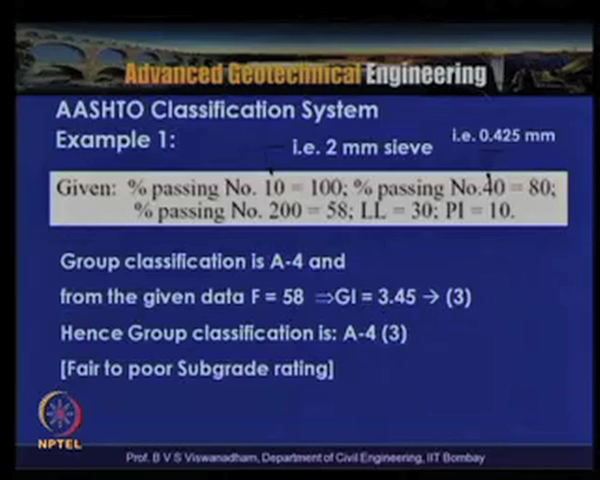 Advanced Geotechnical Engineering
AASHTO Classification System
Example 1:
i.e. 2 mm sieve
i.e. 0.425 mm
Given: % passing No. 10 = 100; % passing No.40 = 80;
% passing No. 200 = 58; LL = 30; PI = 10.
Group classification is A-4 and
from the given data F = 58 ⇒GI = 3.45 → (3)
Hence Group classification is: A-4 (3)
[Fair to poor Subgrade rating]
NPTEL
Prof. B V S Viswanadham, Department of Civil Engineering, IIT Bombay